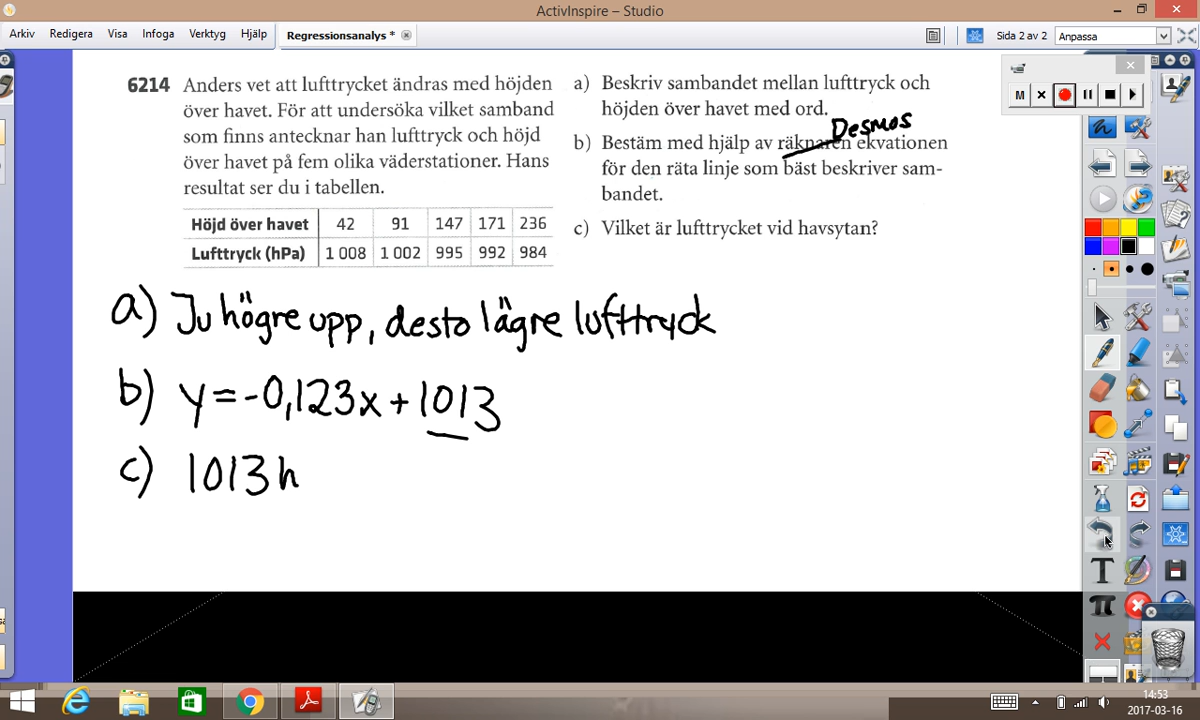 ActivInspire – Studio
Arkiv Redigera Visa Infoga Verktyg Hjälp Regressionsanalys * Sida 2 av 2 Anpassa
6214 Anders vet att lufttrycket ändras med höjden
över havet. För att undersöka vilket samband
som finns antecknar han lufttryck och höjd
över havet på fem olika väderstationer. Hans
resultat ser du i tabellen.
Höjd över havet 42 91 147 171 236
Lufttryck (hPa) 1 008 1 002 995 992 984
a) Beskriv sambandet mellan lufttryck och
höjden över havet med ord.
Desmos
b) Bestäm med hjälp av räknaren ekvationen
för den räta linje som bäst beskriver sam-
bandet.
c) Vilket är lufttrycket vid havsytan?
M
a) Ju högre upp, desto lägre lufttryck
b) y = -0,123x + 1013
c) 1013 h
T
14:53
2017-03-16